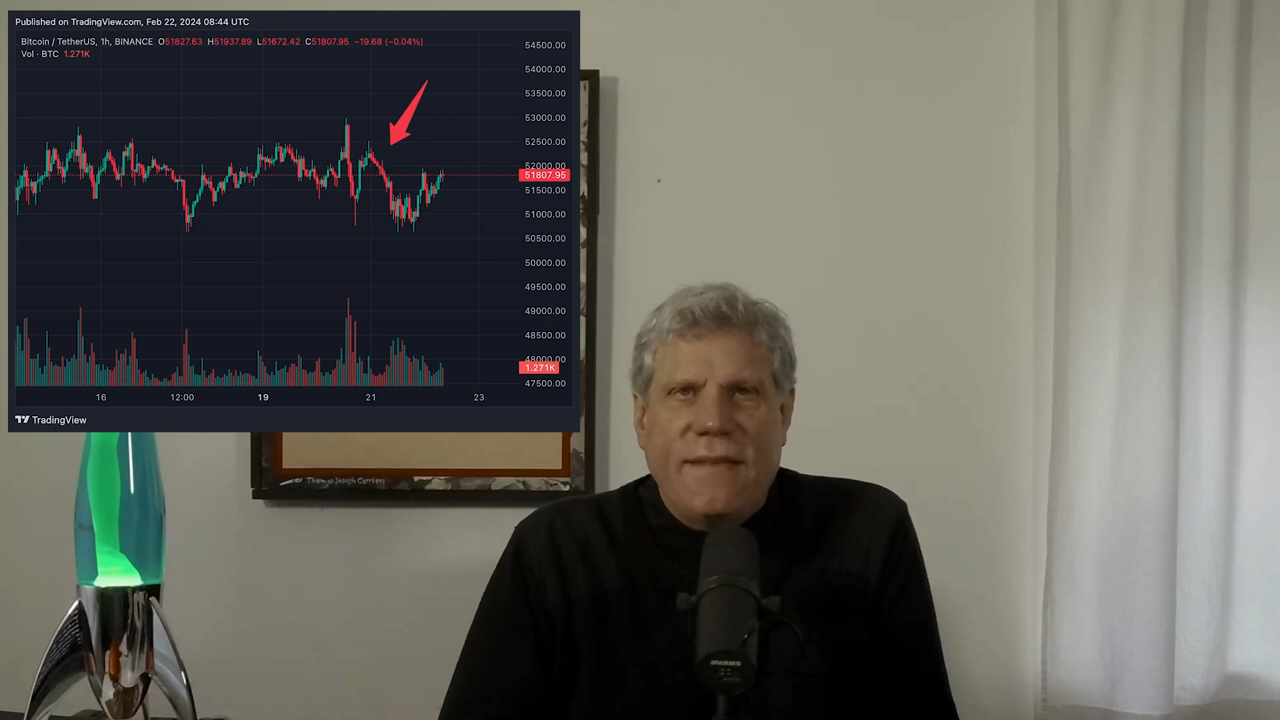 Published on TradingView.com, Feb 22, 2024 08:44 UTC
Bitcoin / TetherUS, 1h, BINANCE O51827.63 H51937.89 L51672.42 C51807.95 −19.68 (−0.04%)
Vol · BTC 1.271K
54500.00
54000.00
53500.00
53000.00
52500.00
52000.00
51807.95
51500.00
51000.00
50500.00
50000.00
49500.00
49000.00
48500.00
48000.00
1.271K
47500.00
16 12:00 19 21 23
TradingView
Thomas Joseph Currien